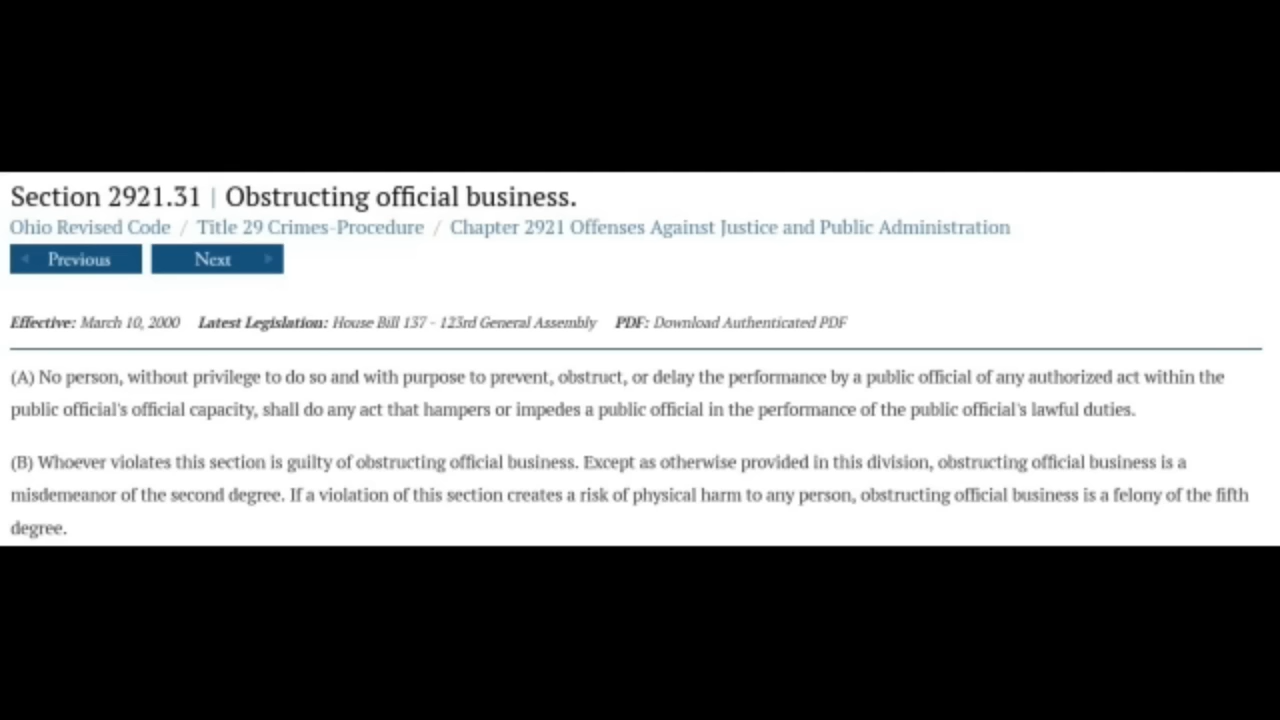 Section 2921.31 | Obstructing official business.
Ohio Revised Code / Title 29 Crimes-Procedure / Chapter 2921 Offenses Against Justice and Public Administration
Previous Next
Effective: March 10, 2000 Latest Legislation: House Bill 137 - 123rd General Assembly PDF: Download Authenticated PDF
(A) No person, without privilege to do so and with purpose to prevent, obstruct, or delay the performance by a public official of any authorized act within the
public official's official capacity, shall do any act that hampers or impedes a public official in the performance of the public official's lawful duties.
(B) Whoever violates this section is guilty of obstructing official business. Except as otherwise provided in this division, obstructing official business is a
misdemeanor of the second degree. If a violation of this section creates a risk of physical harm to any person, obstructing official business is a felony of the fifth
degree.